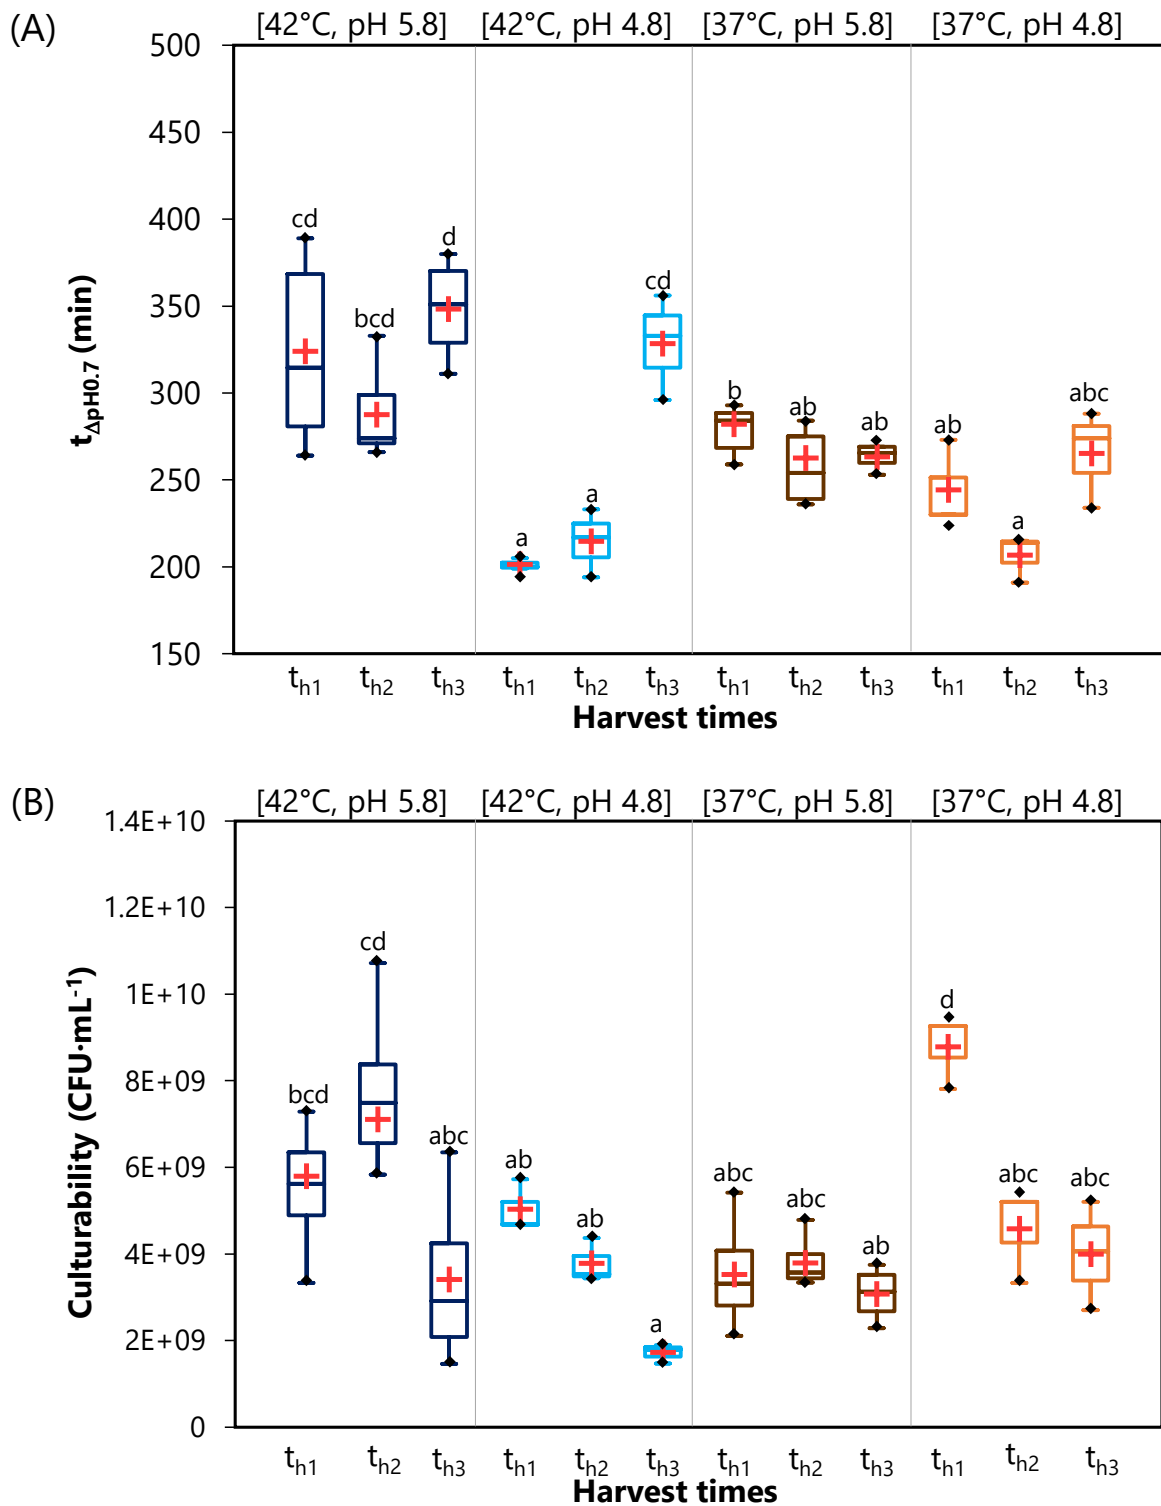 (A)
[42°C, pH 5.8] [42°C, pH 4.8] [37°C, pH 5.8] [37°C, pH 4.8]
500
450
400
350
300
250
200
150
t_ΔpH0.7 (min)
cd
bcd
d
a
a
cd
b
ab
ab
ab
a
abc
t_h1 t_h2 t_h3 t_h1 t_h2 t_h3 t_h1 t_h2 t_h3 t_h1 t_h2 t_h3
Harvest times
(B)
[42°C, pH 5.8] [42°C, pH 4.8] [37°C, pH 5.8] [37°C, pH 4.8]
1.4E+10
1.2E+10
1E+10
8E+09
6E+09
4E+09
2E+09
0
Culturability (CFU·mL⁻¹)
bcd
cd
abc
ab
ab
a
abc
abc
ab
d
abc
abc
t_h1 t_h2 t_h3 t_h1 t_h2 t_h3 t_h1 t_h2 t_h3 t_h1 t_h2 t_h3
Harvest times